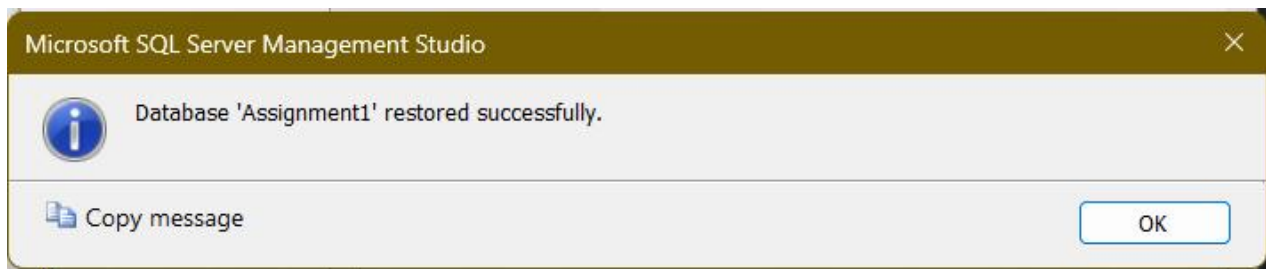 Microsoft SQL Server Management Studio
Database 'Assignment1' restored successfully.
Copy message
OK